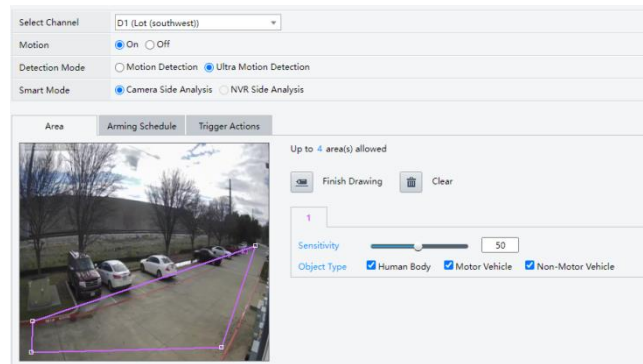 Select Channel D1 (Lot (southwest))
Motion On Off
Detection Mode Motion Detection Ultra Motion Detection
Smart Mode Camera Side Analysis NVR Side Analysis
Area Arming Schedule Trigger Actions
Up to 4 area(s) allowed
Finish Drawing Clear
1
Sensitivity 50
Object Type Human Body Motor Vehicle Non-Motor Vehicle